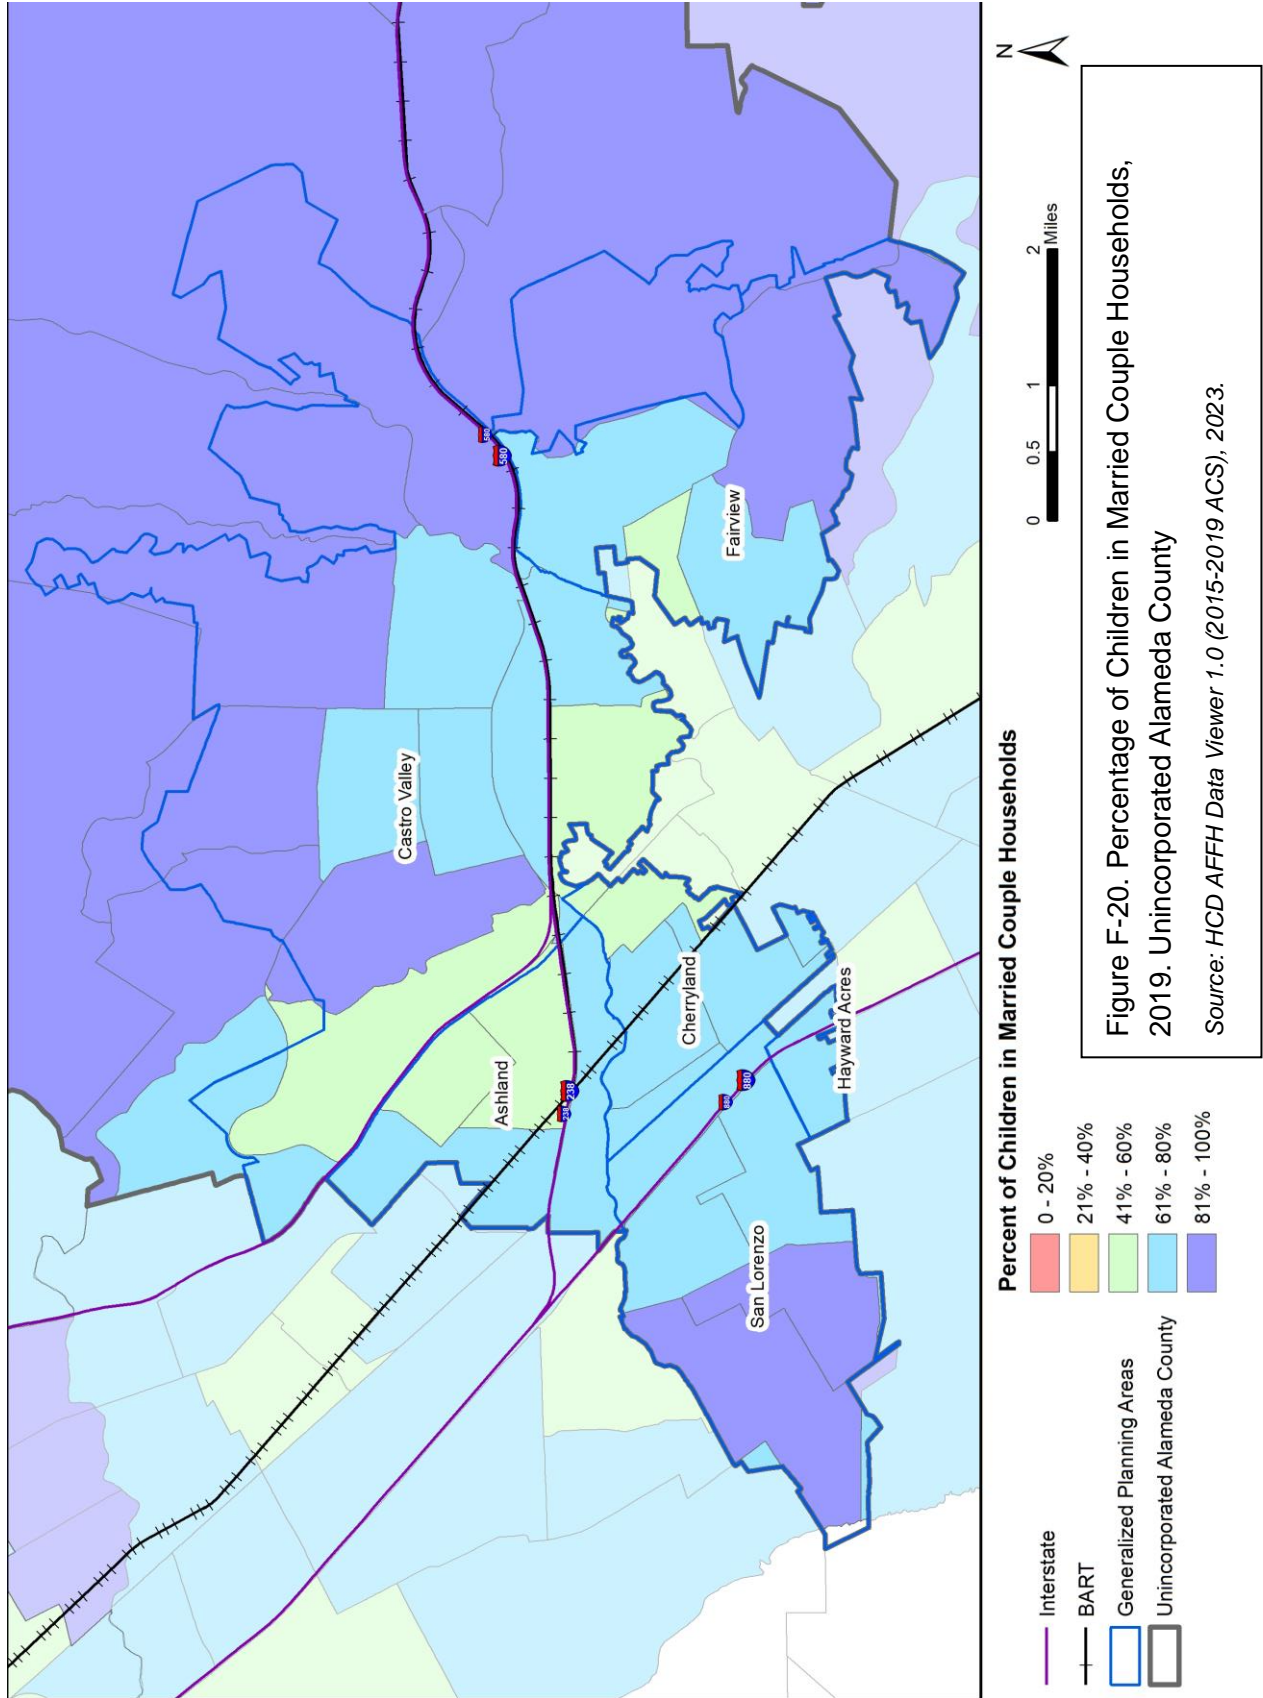 Castro Valley
Ashland
Cherryland
Fairview
San Lorenzo
Hayward Acres
580
580
238
238
880
880
N
0 0.5 1 2
Miles
Percent of Children in Married Couple Households
Interstate
BART
Generalized Planning Areas
Unincorporated Alameda County
0 - 20%
21% - 40%
41% - 60%
61% - 80%
81% - 100%
Figure F-20. Percentage of Children in Married Couple Households,
2019. Unincorporated Alameda County
Source: HCD AFFH Data Viewer 1.0 (2015-2019 ACS), 2023.